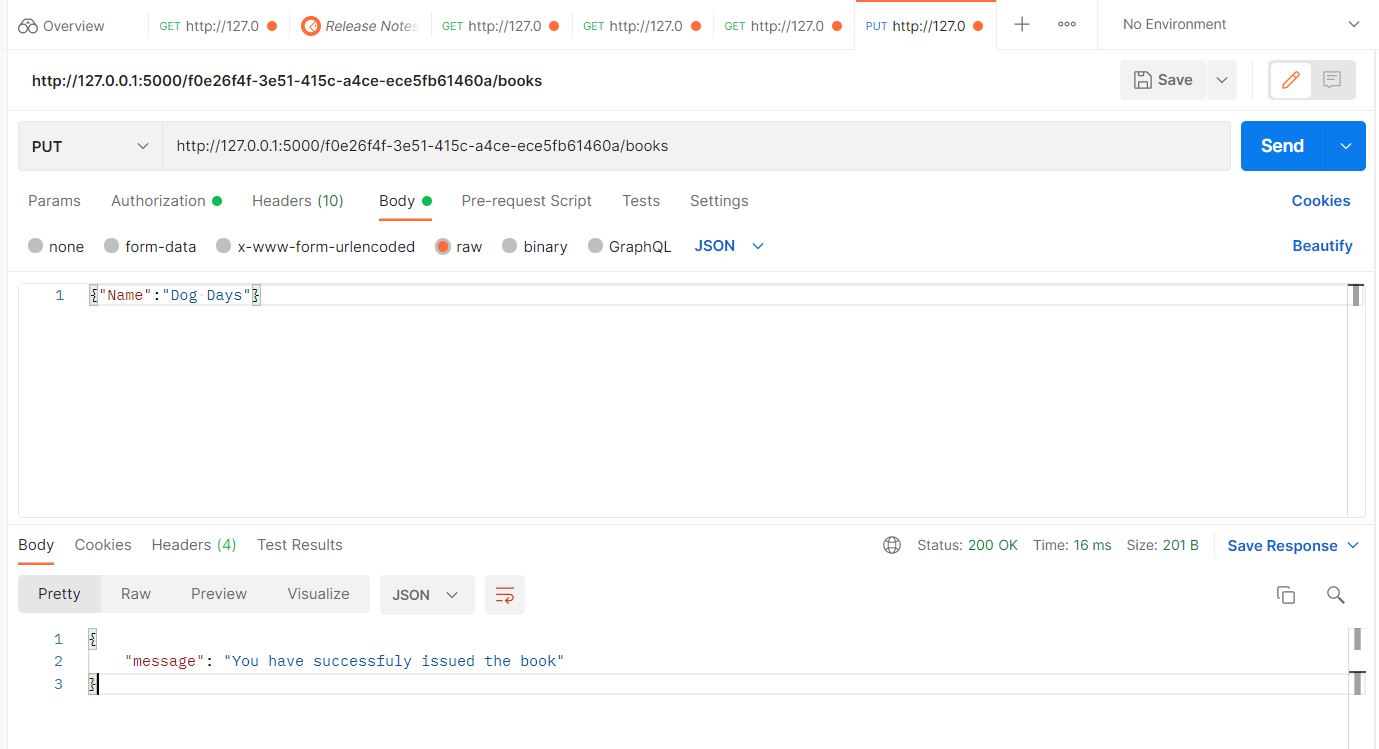 Overview GET http://127.0 Release Notes GET http://127.0 GET http://127.0 GET http://127.0 PUT http://127.0 No Environment
http://127.0.0.1:5000/f0e26f4f-3e51-415c-a4ce-ece5fb61460a/books Save
PUT http://127.0.0.1:5000/f0e26f4f-3e51-415c-a4ce-ece5fb61460a/books Send
Params Authorization Headers (10) Body Pre-request Script Tests Settings Cookies
none form-data x-www-form-urlencoded raw binary GraphQL JSON Beautify
1 {"Name":"Dog Days"}
Body Cookies Headers (4) Test Results Status: 200 OK Time: 16 ms Size: 201 B Save Response
Pretty Raw Preview Visualize JSON
1 {
2 "message": "You have successfuly issued the book"
3 }